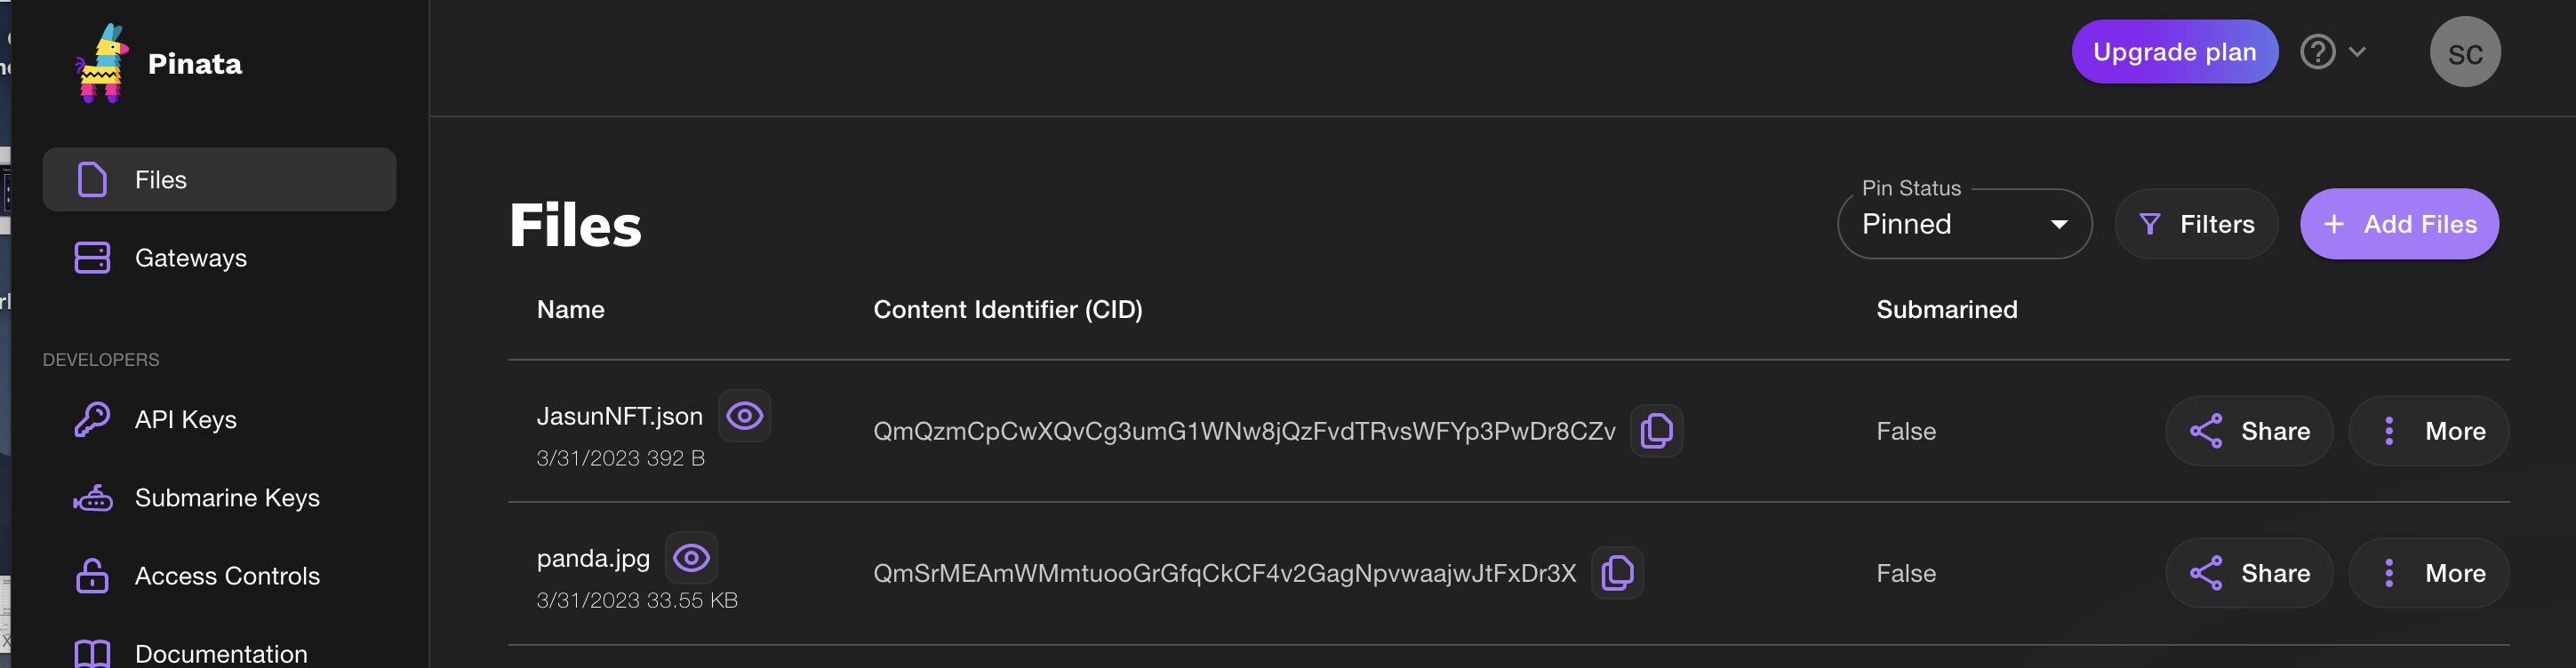 Pinata
Upgrade plan
SC
Files
Gateways
DEVELOPERS
API Keys
Submarine Keys
Access Controls
Documentation
Files
Pin Status
Pinned
Filters
+ Add Files
Name
Content Identifier (CID)
Submarined
JasunNFT.json
3/31/2023 392 B
QmQzmCpCwXQvCg3umG1WNw8jQzFvdTRvsWFYp3PwDr8CZv
False
Share
More
panda.jpg
3/31/2023 33.55 KB
QmSrMEAmWMmtuooGrGfqCkCF4v2GagNpvwaajwJtFxDr3X
False
Share
More